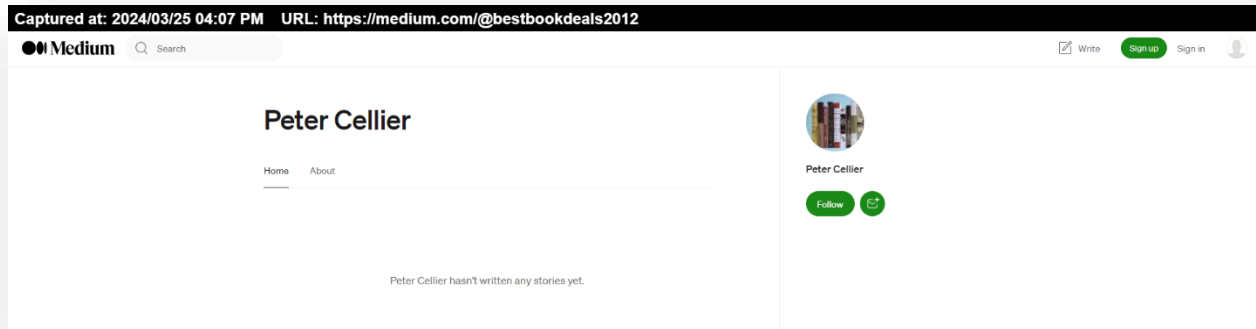 Captured at: 2024/03/25 04:07 PM URL: https://medium.com/@bestbookdeals2012
Medium Search Write Sign up Sign in
Peter Cellier
Home About
Peter Cellier hasn't written any stories yet.
Peter Cellier
Follow